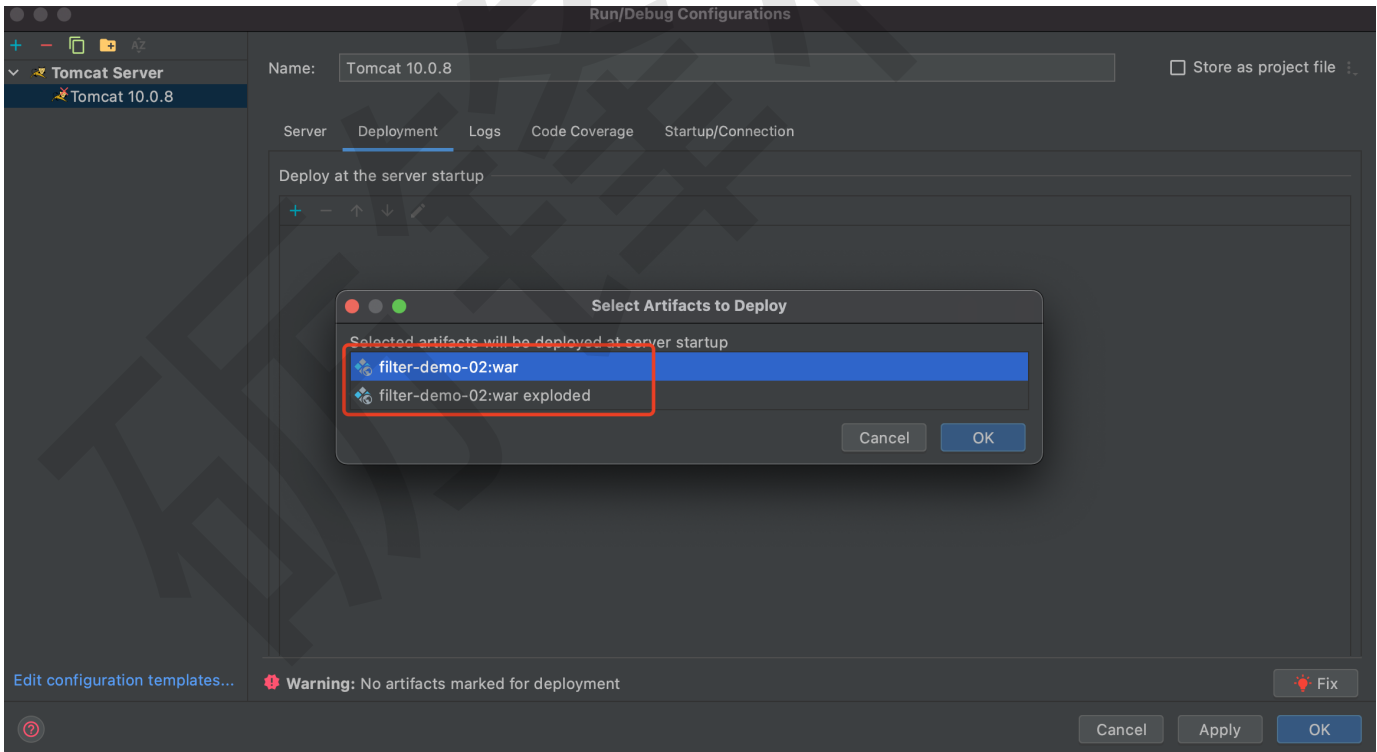 Run/Debug Configurations
Tomcat Server
Tomcat 10.0.8
Name:
Tomcat 10.0.8
Store as project file
Server
Deployment
Logs
Code Coverage
Startup/Connection
Deploy at the server startup
Select Artifacts to Deploy
Selected artifacts will be deployed at server startup
filter-demo-02:war
filter-demo-02:war exploded
Cancel
OK
Edit configuration templates...
Warning: No artifacts marked for deployment
Fix
Cancel
Apply
OK